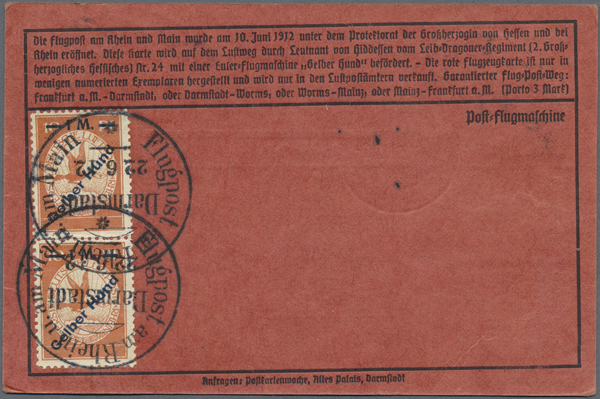 Die Flugpost am Rhein und Main wurde am 10. Juni 1912 unter dem Protektorat der Großherzogin von Hessen und bei
Rhein eröffnet. Diese Karte wird auf dem Luftweg durch Leutnant von Hiddessen vom Leib-Dragoner-Regiment (2. Groß-
herzogliches Hessisches) Nr. 24 mit einer Euler-Flugmaschine „Gelber Hund“ befördert. - Die rote Flugzeugkarte ist nur in
wenigen numerierten Exemplaren hergestellt und wird nur in den Luftpostämtern verkauft. Garantierter Flug-Post-Weg:
Frankfurt a. M.-Darmstadt, oder Darmstadt-Worms, oder Worms-Mainz, oder Mainz-Frankfurt a. M. (Porto 3 Mark)
Post-Flugmaschine
1 M.
Gelber Hund
Flugpost
am Rhein
u. am Main
22. 6. 12
Darmstadt
Gelber Hund
Flugpost am Rhein
u. am Main
Darmstadt
Anfragen: Postkartenwoche, Altes Palais, Darmstadt